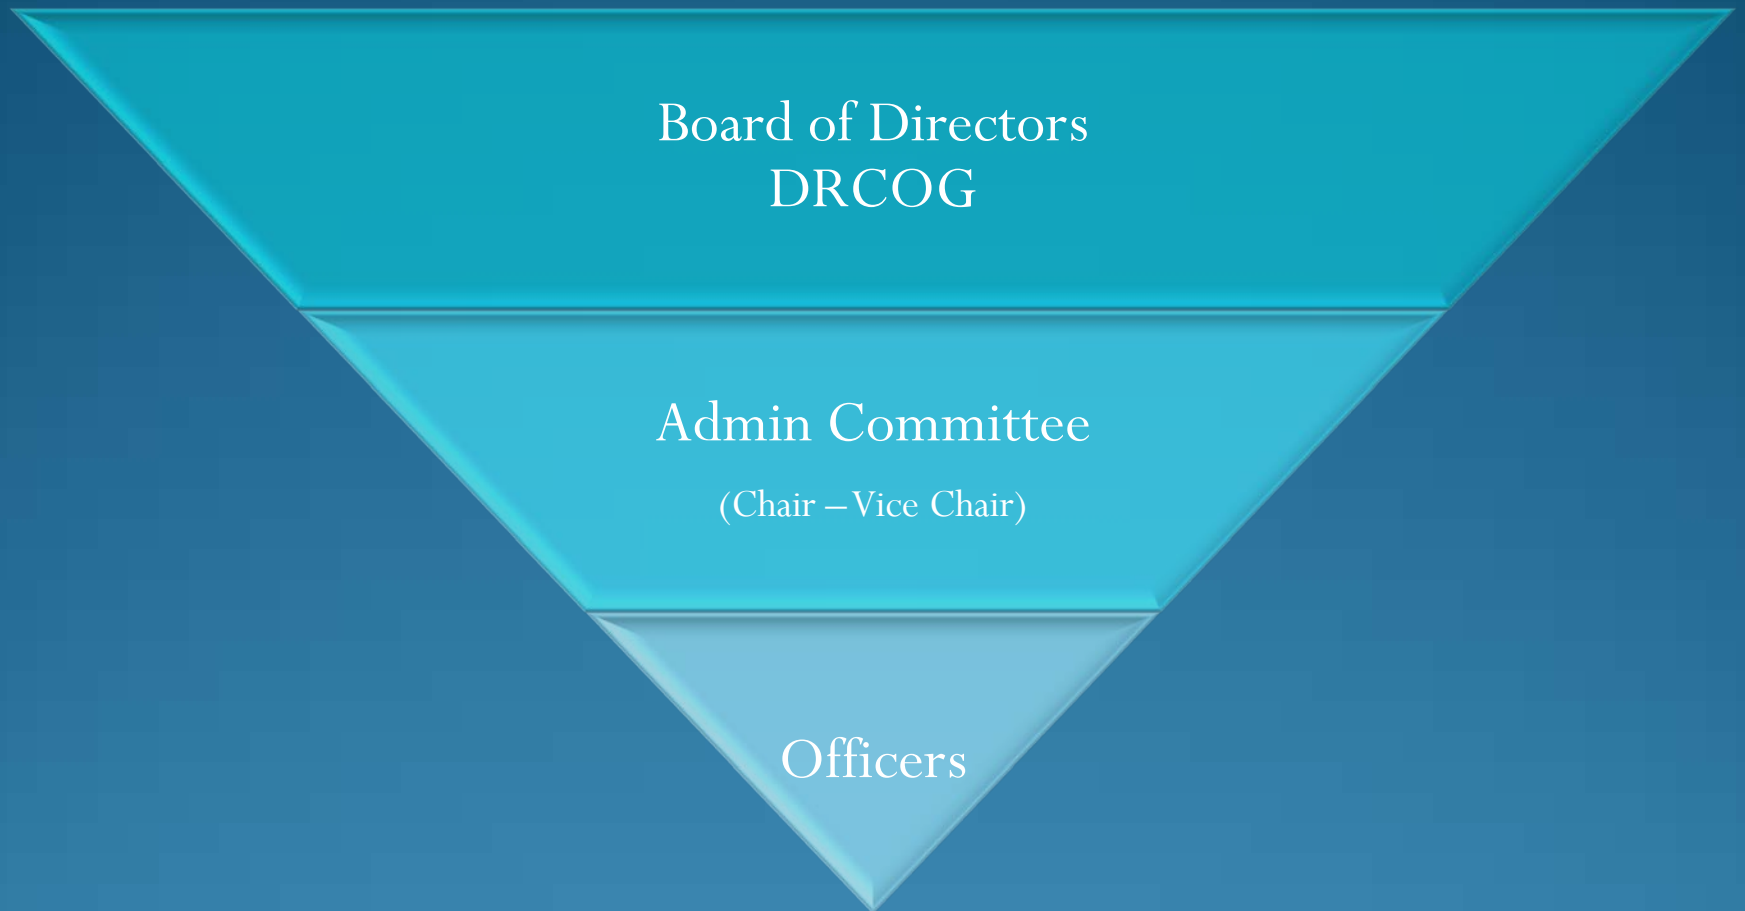 Board of Directors
DRCOG
Admin Committee
(Chair – Vice Chair)
Officers